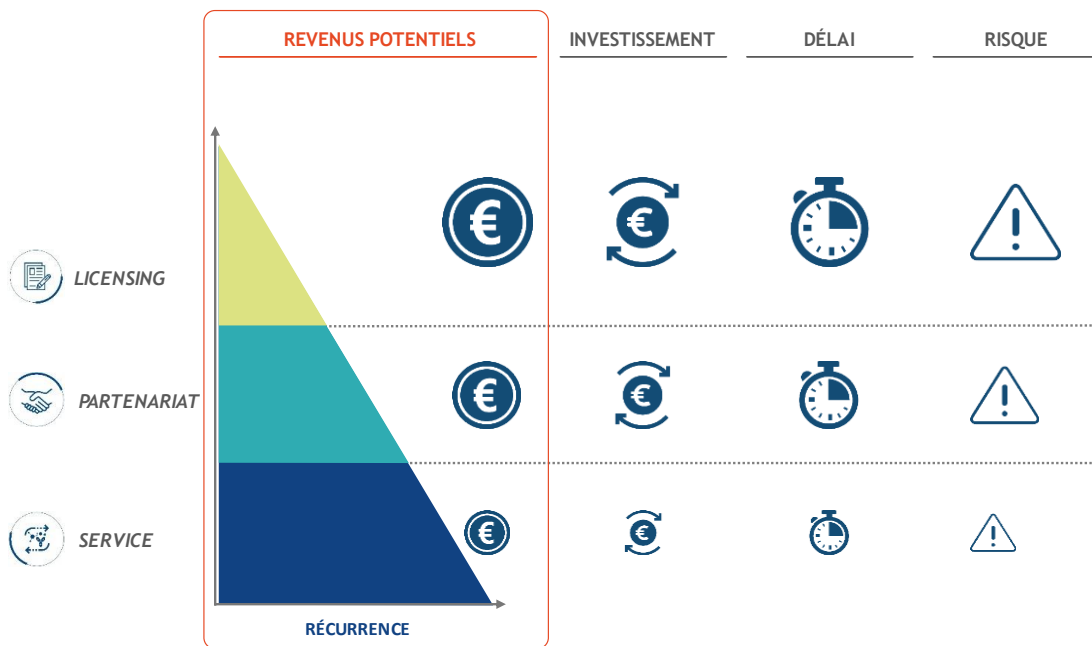 REVENUS POTENTIELS
INVESTISSEMENT
DÉLAI
RISQUE
LICENSING
€
€
PARTENARIAT
€
€
SERVICE
€
€
RÉCURRENCE